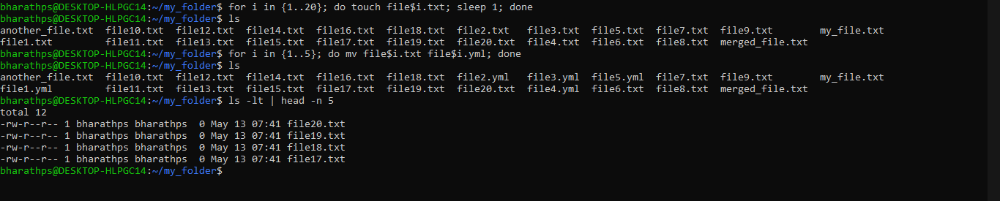 bharathps@DESKTOP-HLPGC14:~/my_folder$ for i in {1..20}; do touch file$i.txt; sleep 1; done
bharathps@DESKTOP-HLPGC14:~/my_folder$ ls
another_file.txt  file10.txt  file12.txt  file14.txt  file16.txt  file18.txt  file2.txt   file3.txt  file5.txt  file7.txt  file9.txt        my_file.txt
file1.txt         file11.txt  file13.txt  file15.txt  file17.txt  file19.txt  file20.txt  file4.txt  file6.txt  file8.txt  merged_file.txt
bharathps@DESKTOP-HLPGC14:~/my_folder$ for i in {1..5}; do mv file$i.txt file$i.yml; done
bharathps@DESKTOP-HLPGC14:~/my_folder$ ls
another_file.txt  file10.txt  file12.txt  file14.txt  file16.txt  file18.txt  file2.yml   file3.yml  file5.yml  file7.txt  file9.txt        my_file.txt
file1.yml         file11.txt  file13.txt  file15.txt  file17.txt  file19.txt  file20.txt  file4.yml  file6.txt  file8.txt  merged_file.txt
bharathps@DESKTOP-HLPGC14:~/my_folder$ ls -lt | head -n 5
total 12
-rw-r--r-- 1 bharathps bharathps  0 May 13 07:41 file20.txt
-rw-r--r-- 1 bharathps bharathps  0 May 13 07:41 file19.txt
-rw-r--r-- 1 bharathps bharathps  0 May 13 07:41 file18.txt
-rw-r--r-- 1 bharathps bharathps  0 May 13 07:41 file17.txt
bharathps@DESKTOP-HLPGC14:~/my_folder$